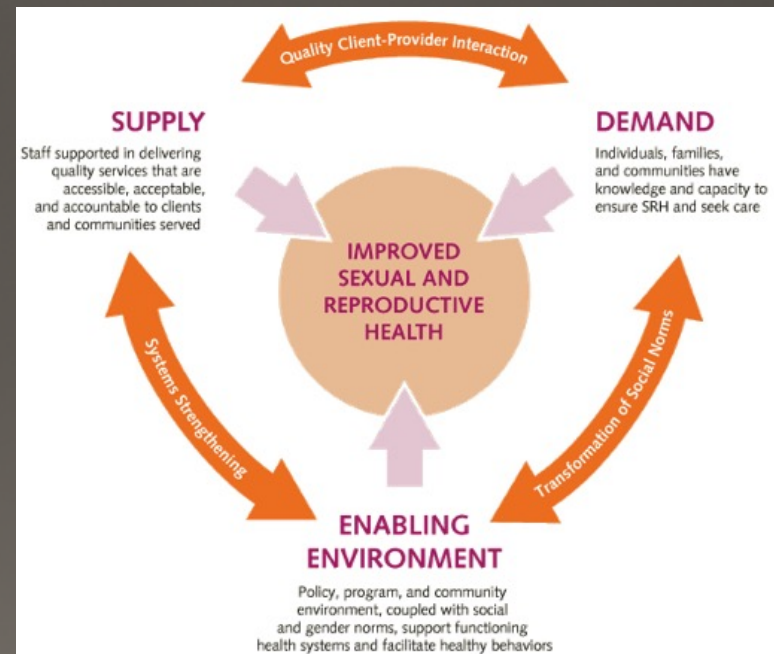 Quality Client-Provider Interaction
SUPPLY
Staff supported in delivering
quality services that are
accessible, acceptable,
and accountable to clients
and communities served
DEMAND
Individuals, families,
and communities have
knowledge and capacity to
ensure SRH and seek care
IMPROVED
SEXUAL AND
REPRODUCTIVE
HEALTH
Systems Strengthening
Transformation of Social Norms
ENABLING
ENVIRONMENT
Policy, program, and community
environment, coupled with social
and gender norms, support functioning
health systems and facilitate healthy behaviors